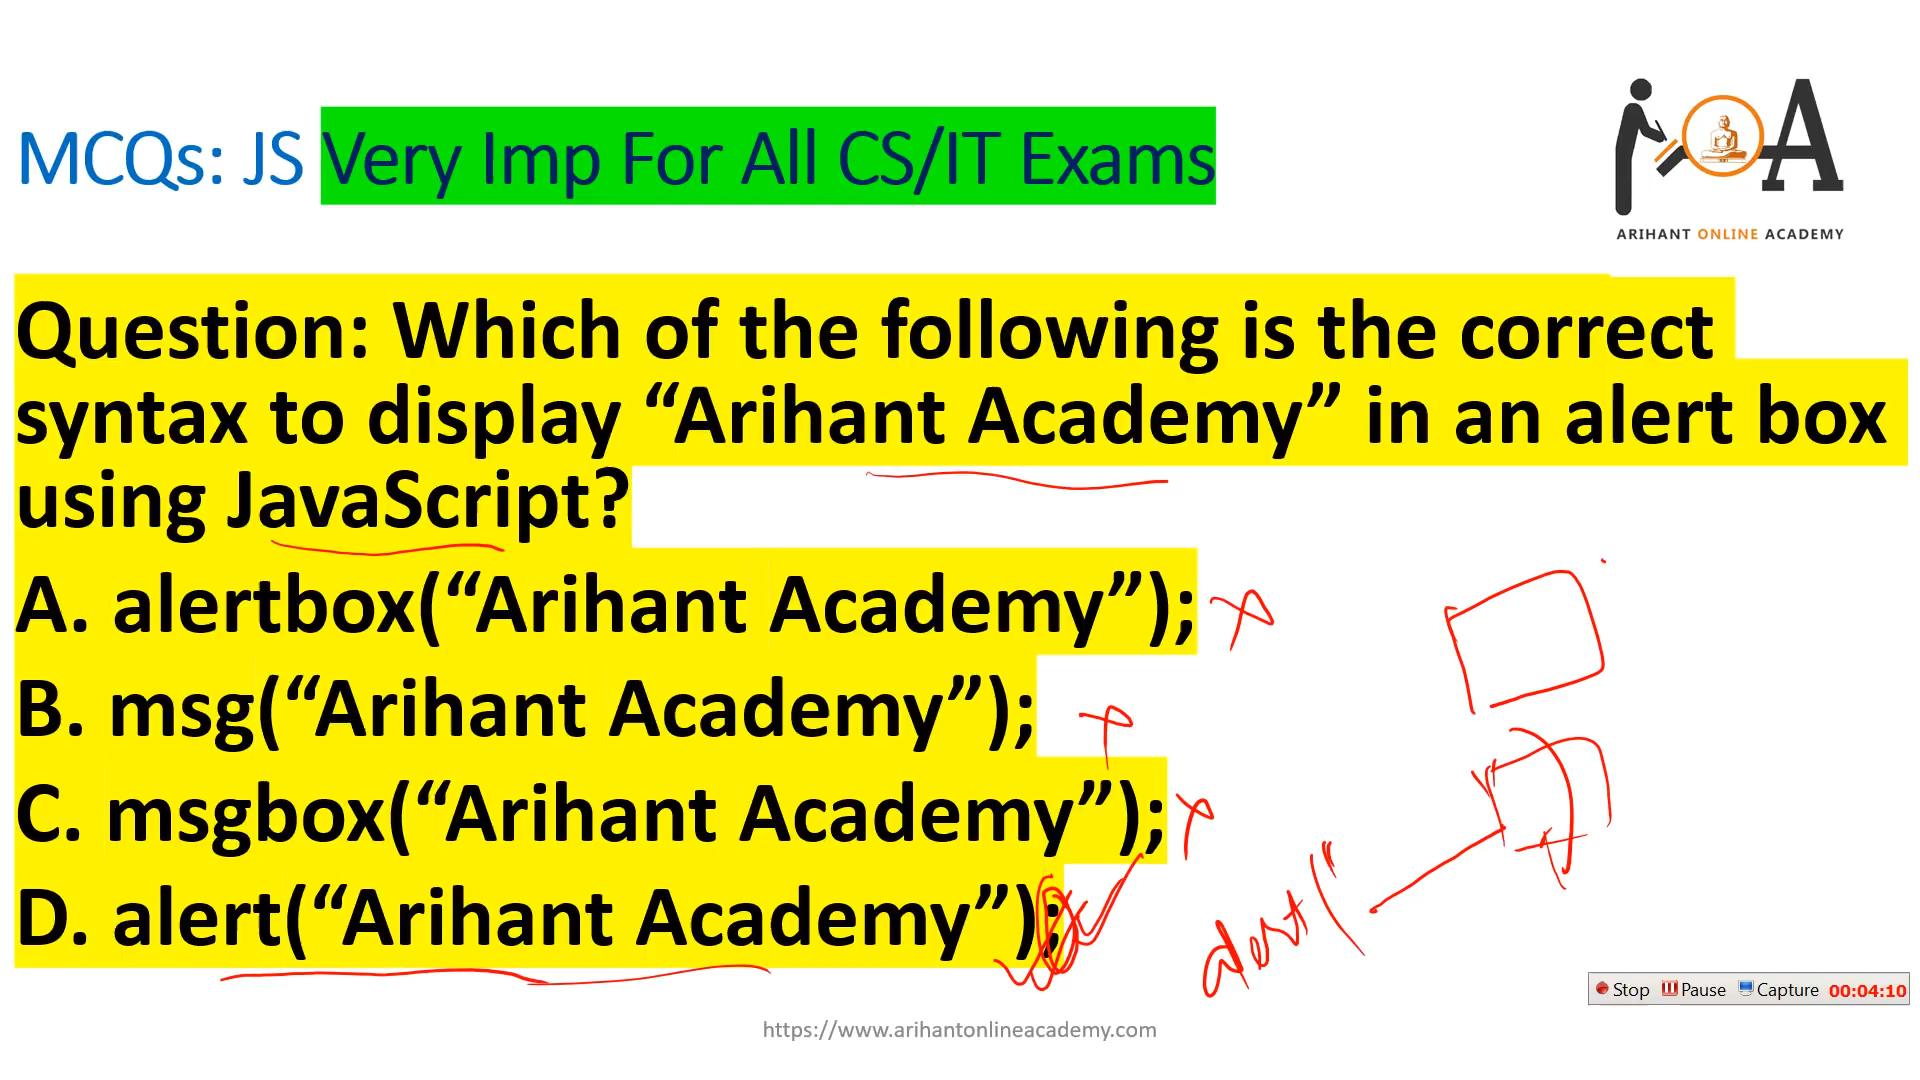 MCQs: JS Very Imp For All CS/IT Exams
ARIHANT ONLINE ACADEMY
Question: Which of the following is the correct
syntax to display “Arihant Academy” in an alert box
using JavaScript?
A. alertbox(“Arihant Academy”);
B. msg(“Arihant Academy”);
C. msgbox(“Arihant Academy”);
D. alert(“Arihant Academy”);
alert("
Stop Pause Capture 00:04:10
https://www.arihantonlineacademy.com